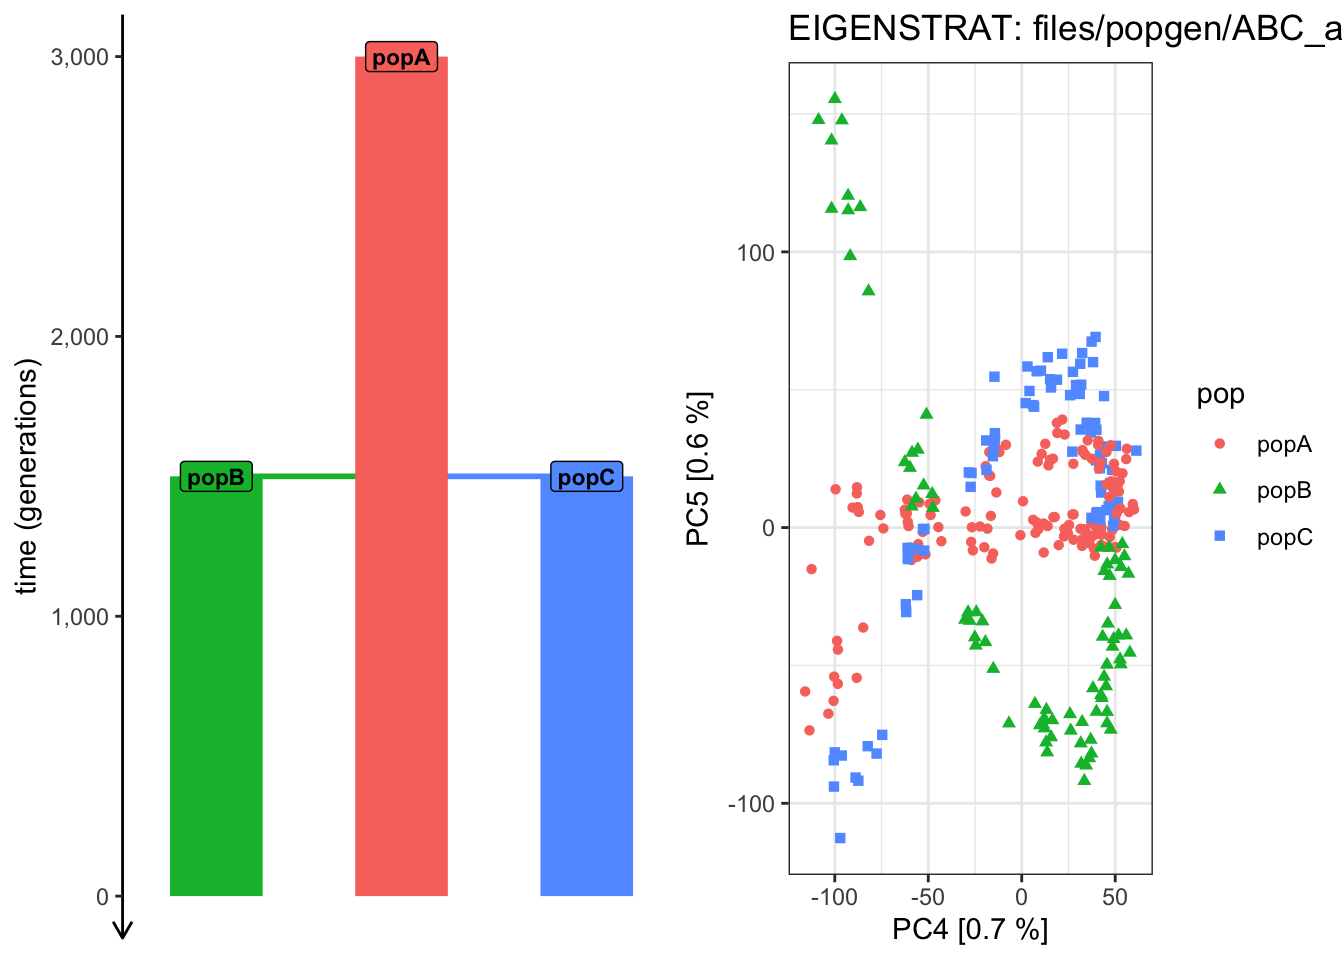 time (generations)
3,000
2,000
1,000
0
popA
popB
popC
EIGENSTRAT: files/popgen/ABC_a
PC5 [0.6 %]
100
0
-100
-100
-50
0
50
PC4 [0.7 %]
pop
popA
popB
popC